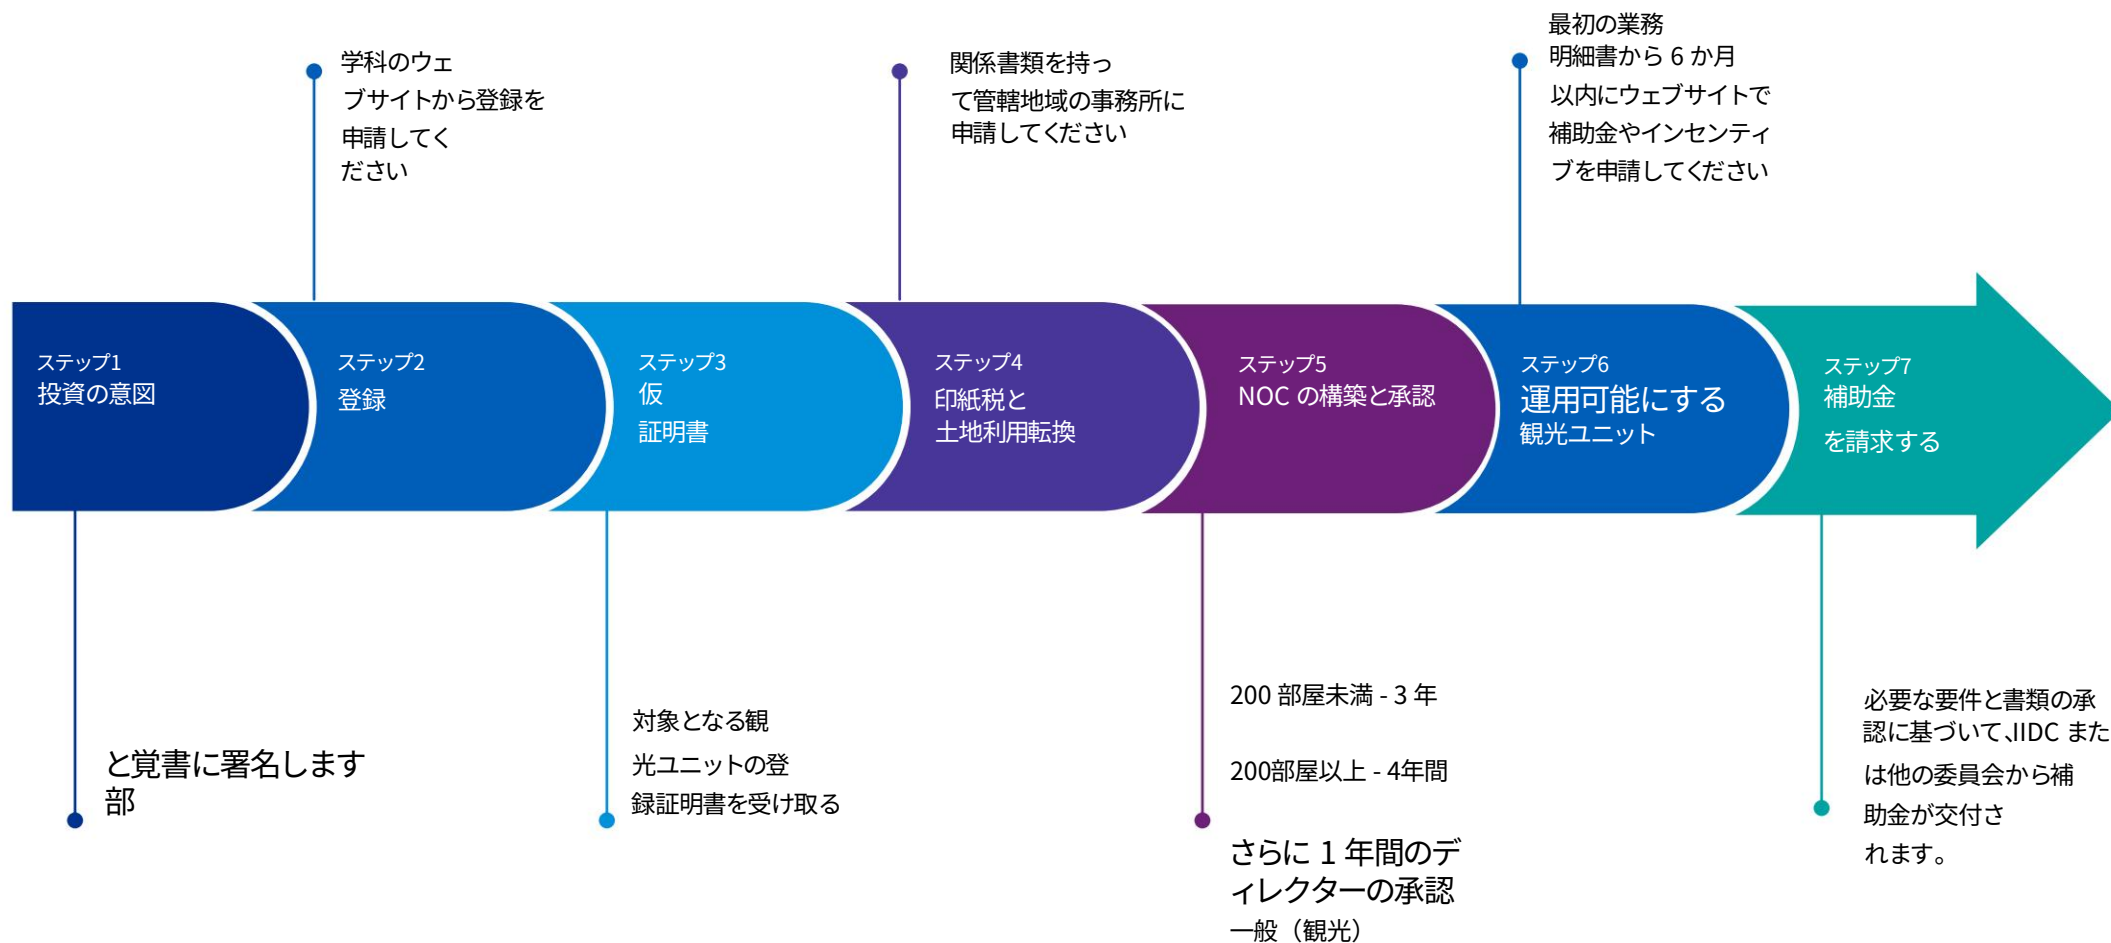 学科のウェ
ブサイトから登録を
申請してく
ださい
関係書類を持っ
て管轄地域の事務所に
申請してください
最初の業務
明細書から 6 か月
以内にウェブサイトで
補助金やインセンティ
ブを申請してください
ステップ1
投資の意図
ステップ2
登録
ステップ3
仮
証明書
ステップ4
印紙税と
土地利用転換
ステップ5
NOC の構築と承認
ステップ6
運用可能にする
観光ユニット
ステップ7
補助金
を請求する
と覚書に署名します
部
対象となる観
光ユニットの登
録証明書を受け取る
200 部屋未満 - 3 年
200部屋以上 - 4年間
さらに 1 年間のデ
ィレクターの承認
一般（観光）
必要な要件と書類の承
認に基づいて、IIDC また
は他の委員会から補
助金が交付さ
れます。